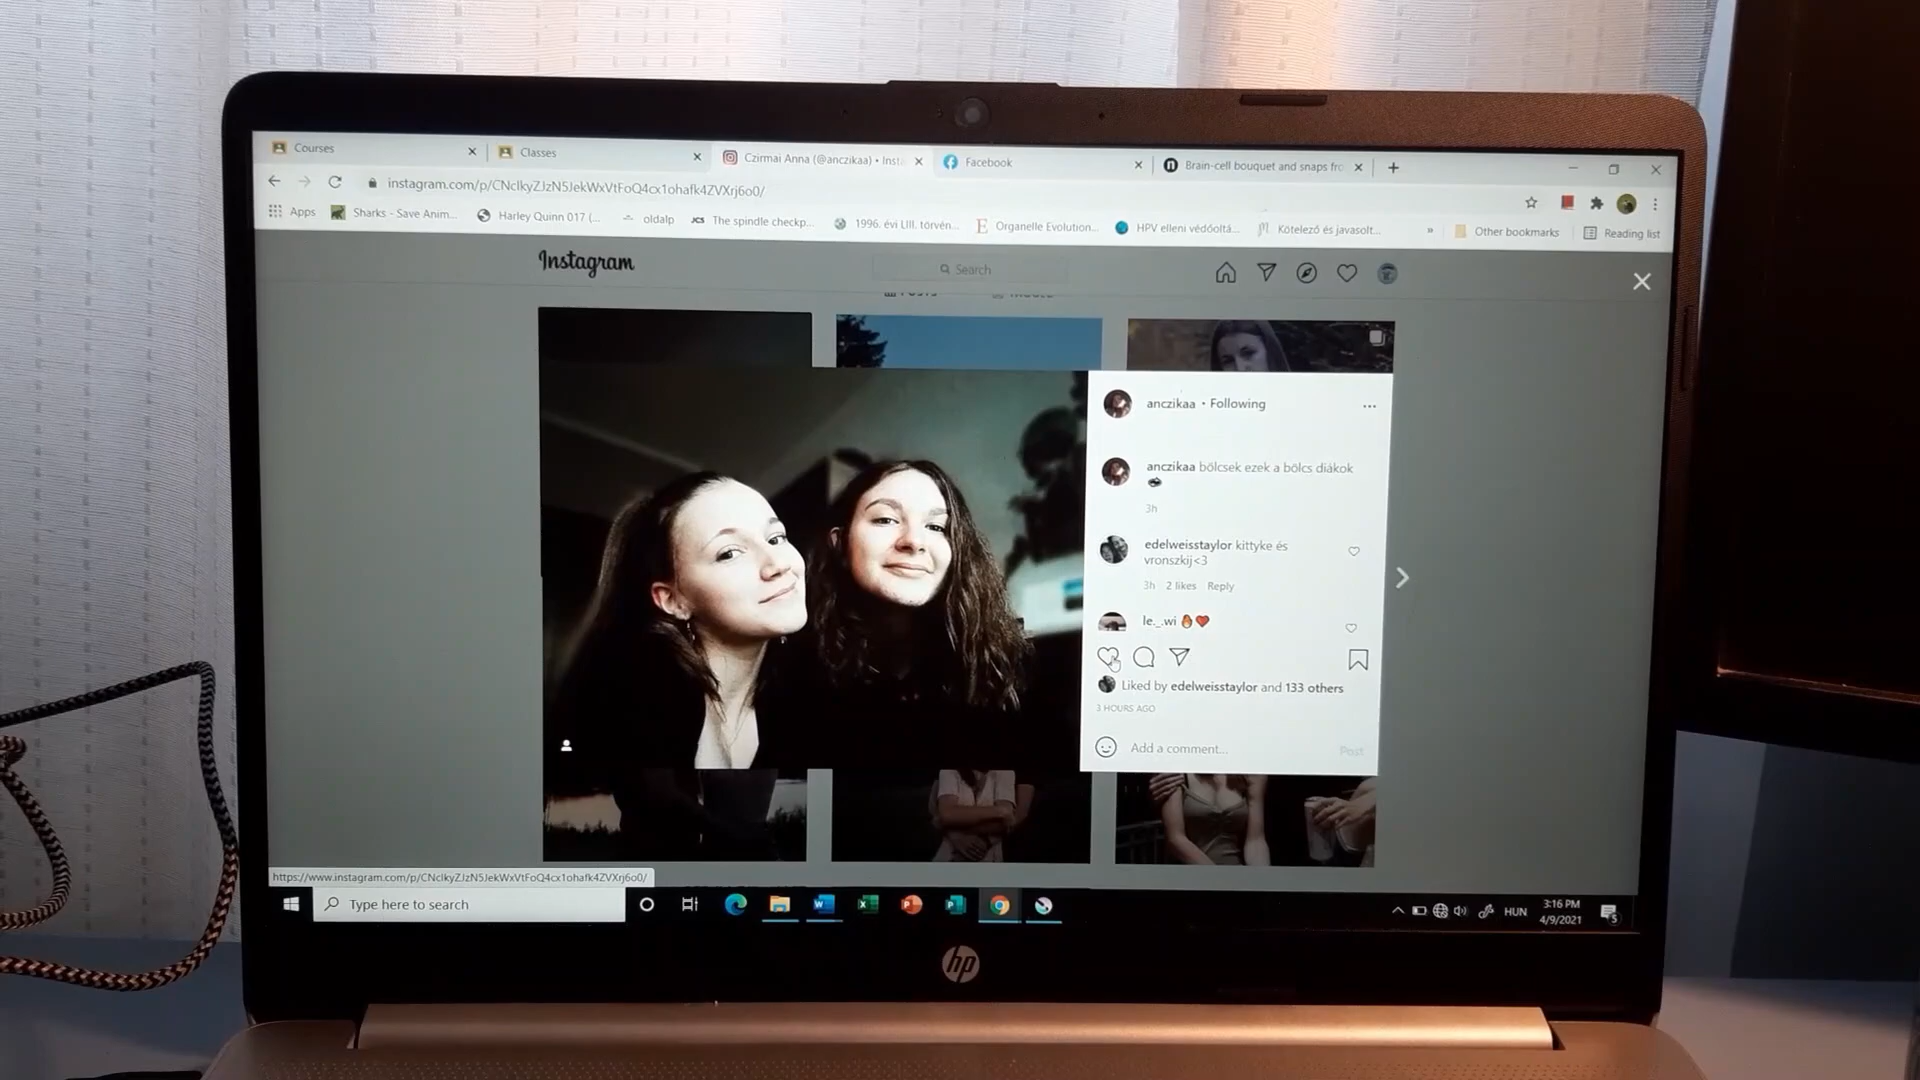 Courses
Classes
Czirmai Anna (@anczikaa) • Insta
Facebook
Brain-cell bouquet and snaps fro
instagram.com/p/CNclkyZJzN5JekWxVtFoQ4cx1ohafk4ZVXrj6o0/
Apps
Sharks - Save Anim...
Harley Quinn 017 (...
oldalp
JCS
The spindle checkp...
1996. évi LIII. törvén...
Organelle Evolution...
HPV elleni védőoltá...
Kötelező és javasolt...
»
Other bookmarks
Reading list
Instagram
Search
anczikaa • Following
anczikaa bölcsek ezek a bölcs diákok
3h
edelweisstaylor kittyke és
vronszkij<3
3h 2 likes Reply
le._.wi 🔥❤️
Liked by edelweisstaylor and 133 others
3 HOURS AGO
Add a comment...
Post
https://www.instagram.com/p/CNclkyZJzN5JekWxVtFoQ4cx1ohafk4ZVXrj6o0/
Type here to search
HUN
3:16 PM
4/9/2021
5
hp